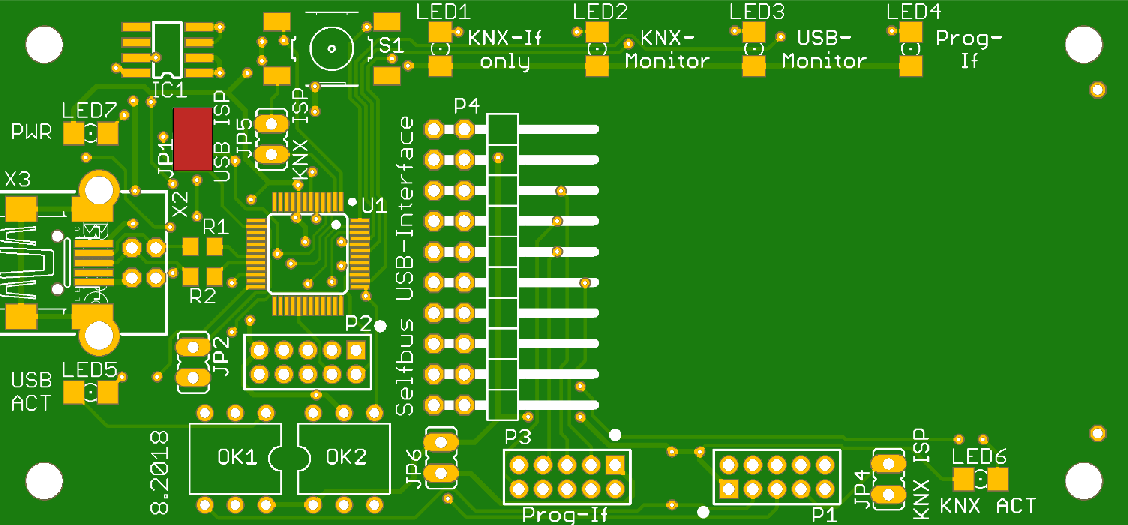 LED1
LED2
LED3
LED4
KNX-If
only
KNX-
Monitor
USB-
Monitor
Prog-
If
S1
IC1
LED7
PWR
JP1
USB ISP
JP5
KNX ISP
P4
X3
X2
U1
R1
R2
Selfbus USB-Interface
P2
JP2
LED5
USB
ACT
8.2018
OK1
OK2
JP6
P3
Prog-If
P1
JP4
KNX ISP
LED6
KNX ACT